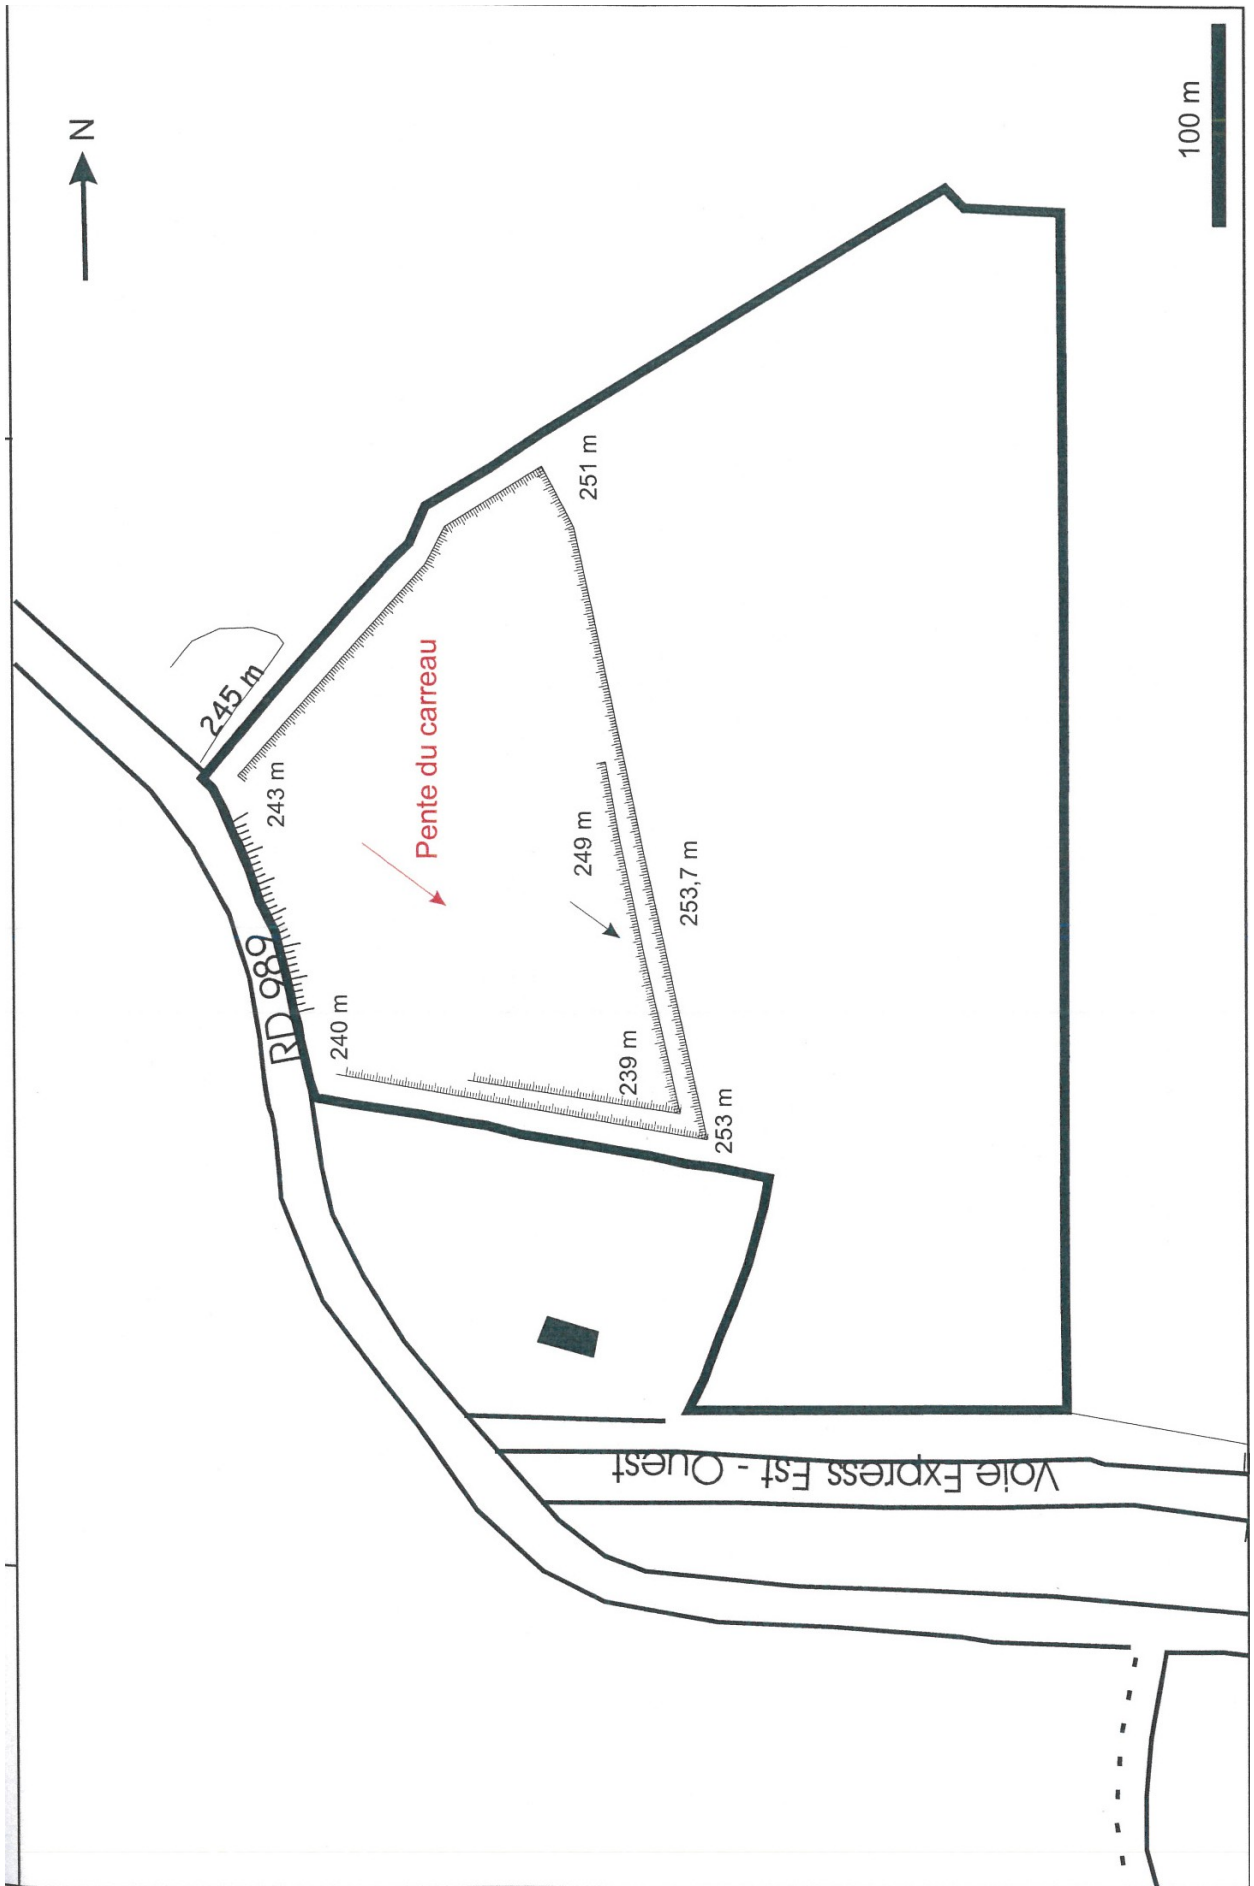 N
100 m
251 m
245 m
Pente du carreau
243 m
249 m
253,7 m
RD 989
240 m
239 m
253 m
Voie Express Est - Ouest